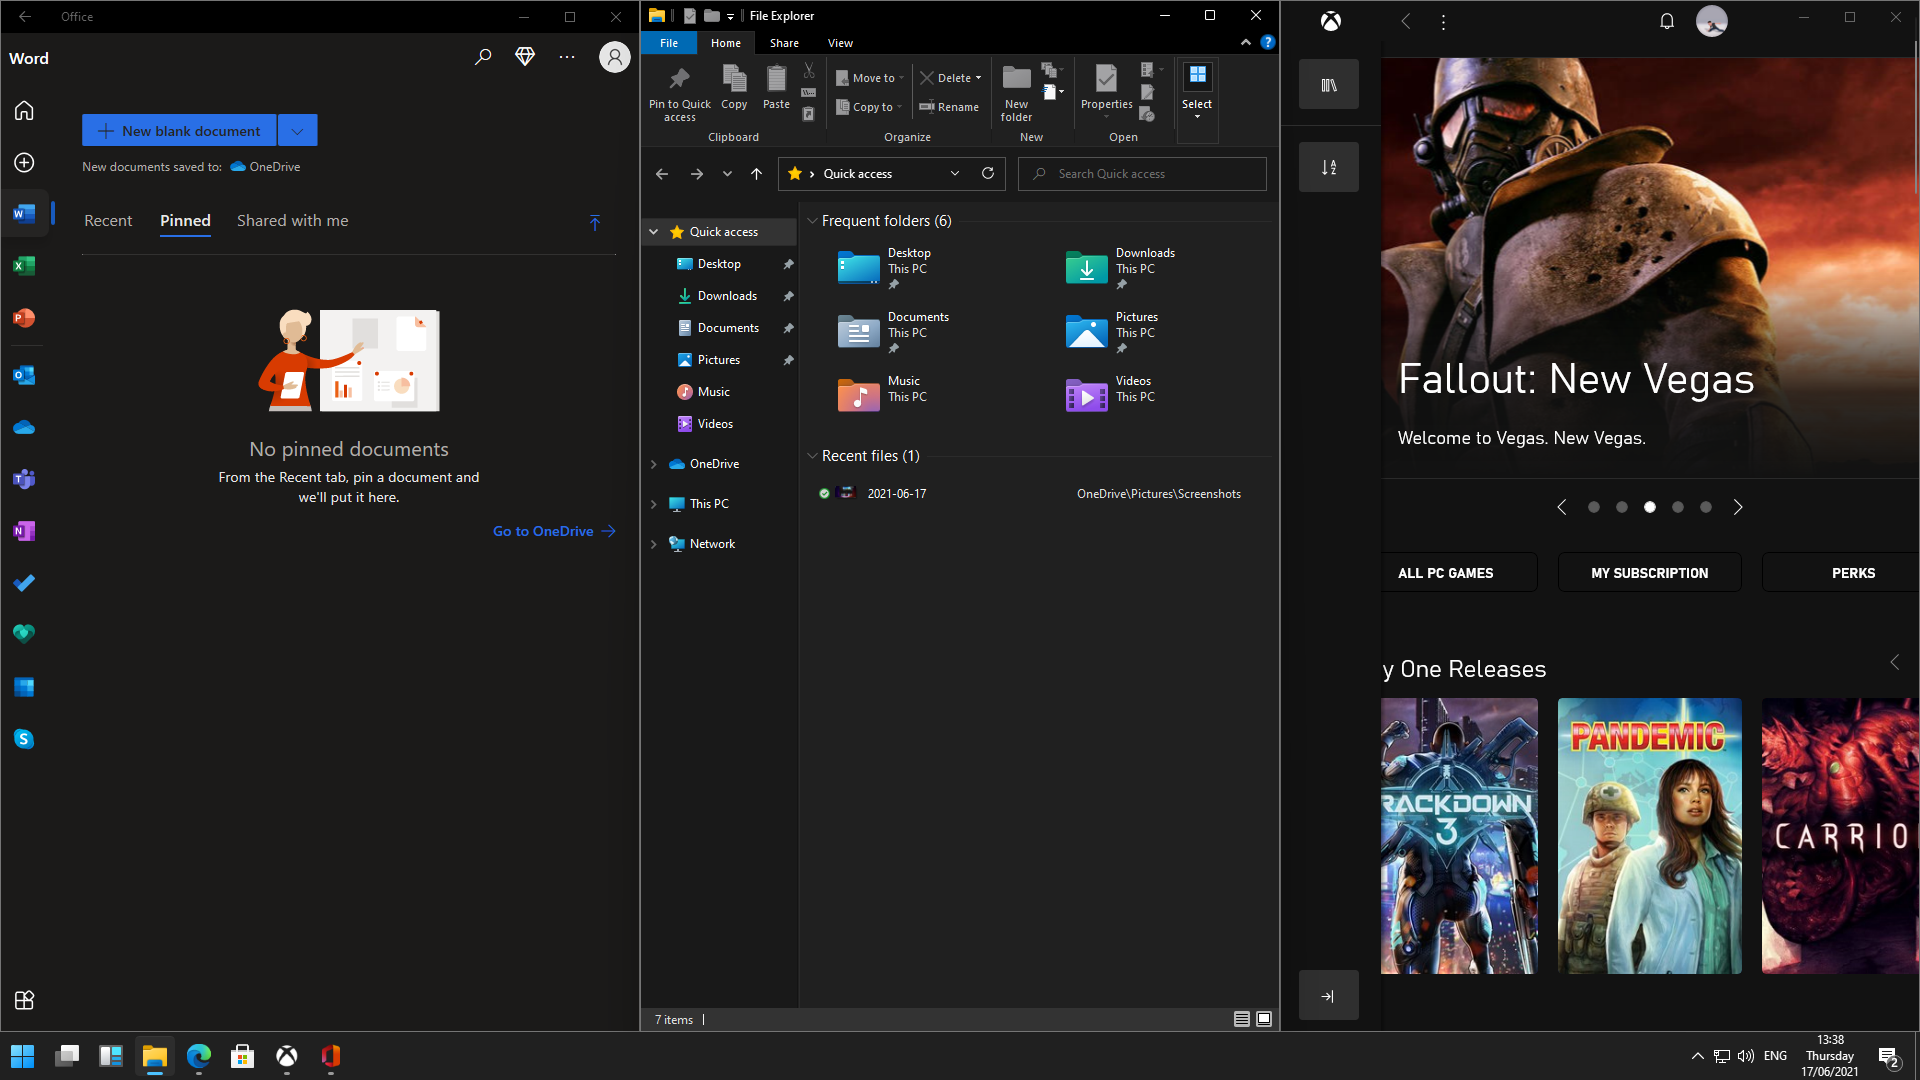 Office
Word
New blank document
New documents saved to: OneDrive
Recent
Pinned
Shared with me
No pinned documents
From the Recent tab, pin a document and
we'll put it here.
Go to OneDrive
File Explorer
File
Home
Share
View
Pin to Quick
access
Copy
Paste
Clipboard
Move to
Copy to
Delete
Rename
Organize
New
folder
New
Properties
Open
Select
Quick access
Search Quick access
Quick access
Desktop
Downloads
Documents
Pictures
Music
Videos
OneDrive
This PC
Network
Frequent folders (6)
Desktop
This PC
Downloads
This PC
Documents
This PC
Pictures
This PC
Music
This PC
Videos
This PC
Recent files (1)
2021-06-17
OneDrive\Pictures\Screenshots
7 items
Fallout: New Vegas
Welcome to Vegas. New Vegas.
ALL PC GAMES
MY SUBSCRIPTION
PERKS
y One Releases
RACKDOWN
3
PANDEMIC
CARRIO
ENG
13:38
Thursday
17/06/2021
2